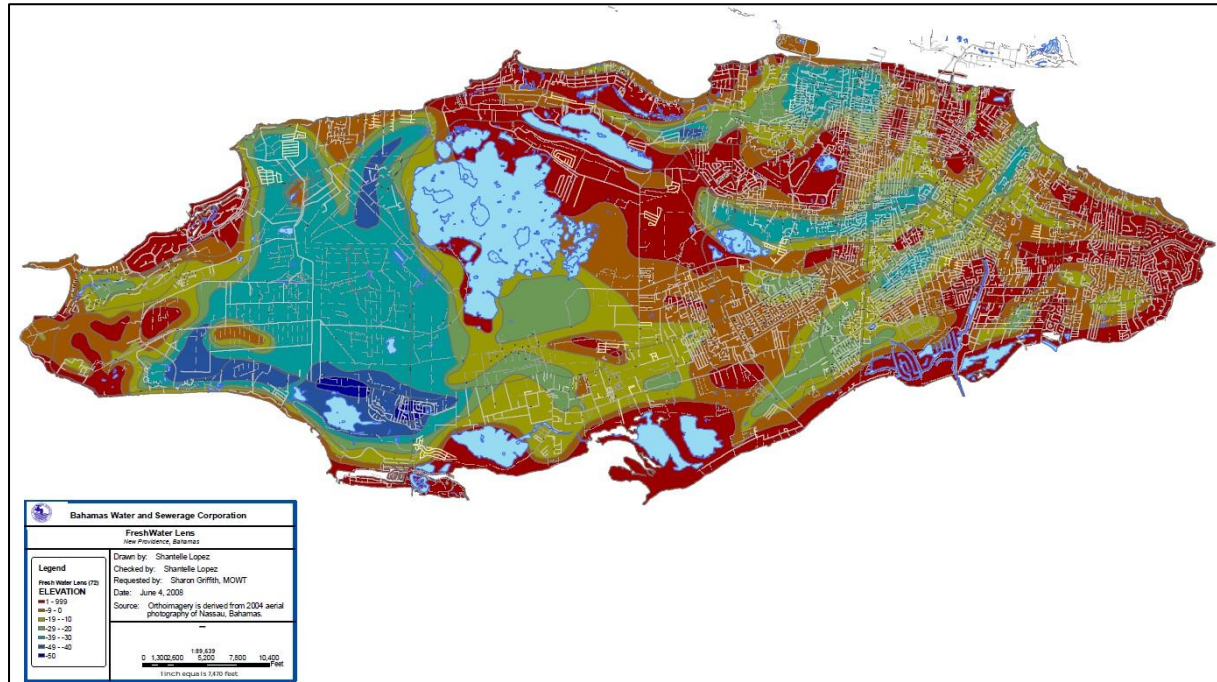 Bahamas Water and Sewerage Corporation
FreshWater Lens
New Providence, Bahamas
Legend
Fresh Water Lens (72)
ELEVATION
1 - 999
-9 - 0
-19 - -10
-29 - -20
-39 - -30
-49 - -40
-50
Drawn by: Shantelle Lopez
Checked by: Shantelle Lopez
Requested by: Sharon Griffith, MOWT
Date: June 4, 2008
Source: Orthoimagery is derived from 2004 aerial
photography of Nassau, Bahamas.
1:89,639
0 1,300 2,600 5,200 7,800 10,400
Feet
1 inch equals 7,470 feet